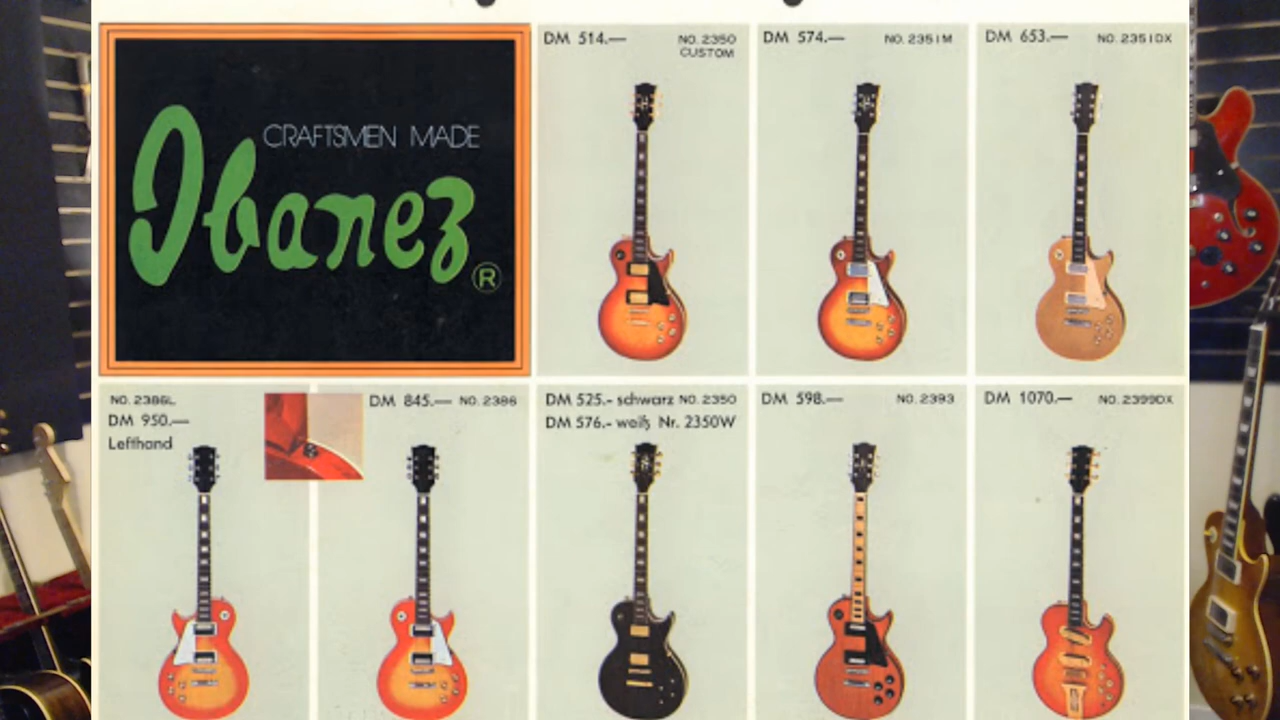 CRAFTSMEN MADE
Ibanez
®
DM 514.— NO. 2350
CUSTOM
DM 574.— NO. 2351M
DM 653.— NO. 2351DX
NO. 2386L
DM 950.—
Lefthand
DM 845.— NO. 2386
DM 525.- schwarz NO. 2350
DM 576.- weiß Nr. 2350W
DM 598.— NO. 2393
DM 1070.— NO. 2399DX